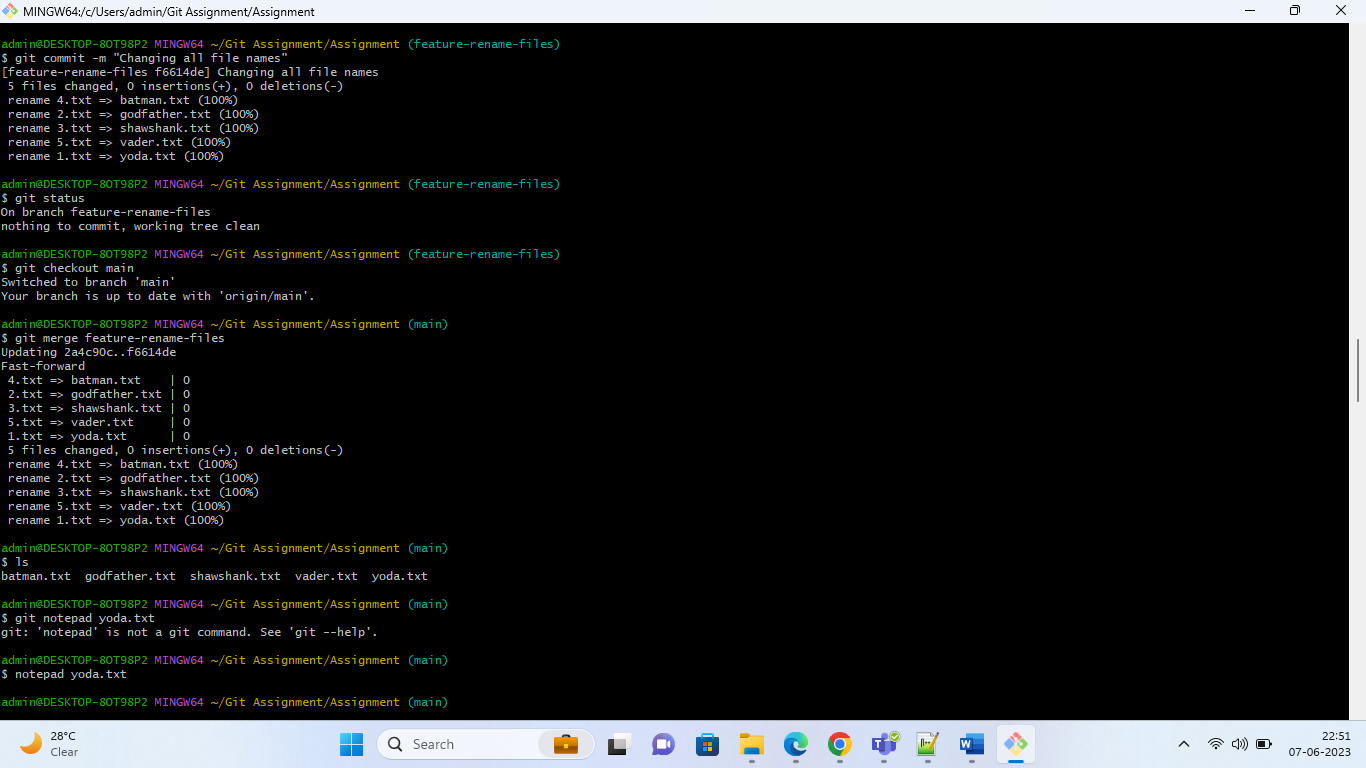 MINGW64:/c/Users/admin/Git Assignment/Assignment
admin@DESKTOP-8OT98P2 MINGW64 ~/Git Assignment/Assignment (feature-rename-files)
$ git commit -m "Changing all file names"
[feature-rename-files f6614de] Changing all file names
 5 files changed, 0 insertions(+), 0 deletions(-)
 rename 4.txt => batman.txt (100%)
 rename 2.txt => godfather.txt (100%)
 rename 3.txt => shawshank.txt (100%)
 rename 5.txt => vader.txt (100%)
 rename 1.txt => yoda.txt (100%)
admin@DESKTOP-8OT98P2 MINGW64 ~/Git Assignment/Assignment (feature-rename-files)
$ git status
On branch feature-rename-files
nothing to commit, working tree clean
admin@DESKTOP-8OT98P2 MINGW64 ~/Git Assignment/Assignment (feature-rename-files)
$ git checkout main
Switched to branch 'main'
Your branch is up to date with 'origin/main'.
admin@DESKTOP-8OT98P2 MINGW64 ~/Git Assignment/Assignment (main)
$ git merge feature-rename-files
Updating 2a4c90c..f6614de
Fast-forward
 4.txt => batman.txt    | 0
 2.txt => godfather.txt | 0
 3.txt => shawshank.txt | 0
 5.txt => vader.txt     | 0
 1.txt => yoda.txt      | 0
 5 files changed, 0 insertions(+), 0 deletions(-)
 rename 4.txt => batman.txt (100%)
 rename 2.txt => godfather.txt (100%)
 rename 3.txt => shawshank.txt (100%)
 rename 5.txt => vader.txt (100%)
 rename 1.txt => yoda.txt (100%)
admin@DESKTOP-8OT98P2 MINGW64 ~/Git Assignment/Assignment (main)
$ ls
batman.txt  godfather.txt  shawshank.txt  vader.txt  yoda.txt
admin@DESKTOP-8OT98P2 MINGW64 ~/Git Assignment/Assignment (main)
$ git notepad yoda.txt
git: 'notepad' is not a git command. See 'git --help'.
admin@DESKTOP-8OT98P2 MINGW64 ~/Git Assignment/Assignment (main)
$ notepad yoda.txt
admin@DESKTOP-8OT98P2 MINGW64 ~/Git Assignment/Assignment (main)
28°C
Clear
Search
22:51
07-06-2023